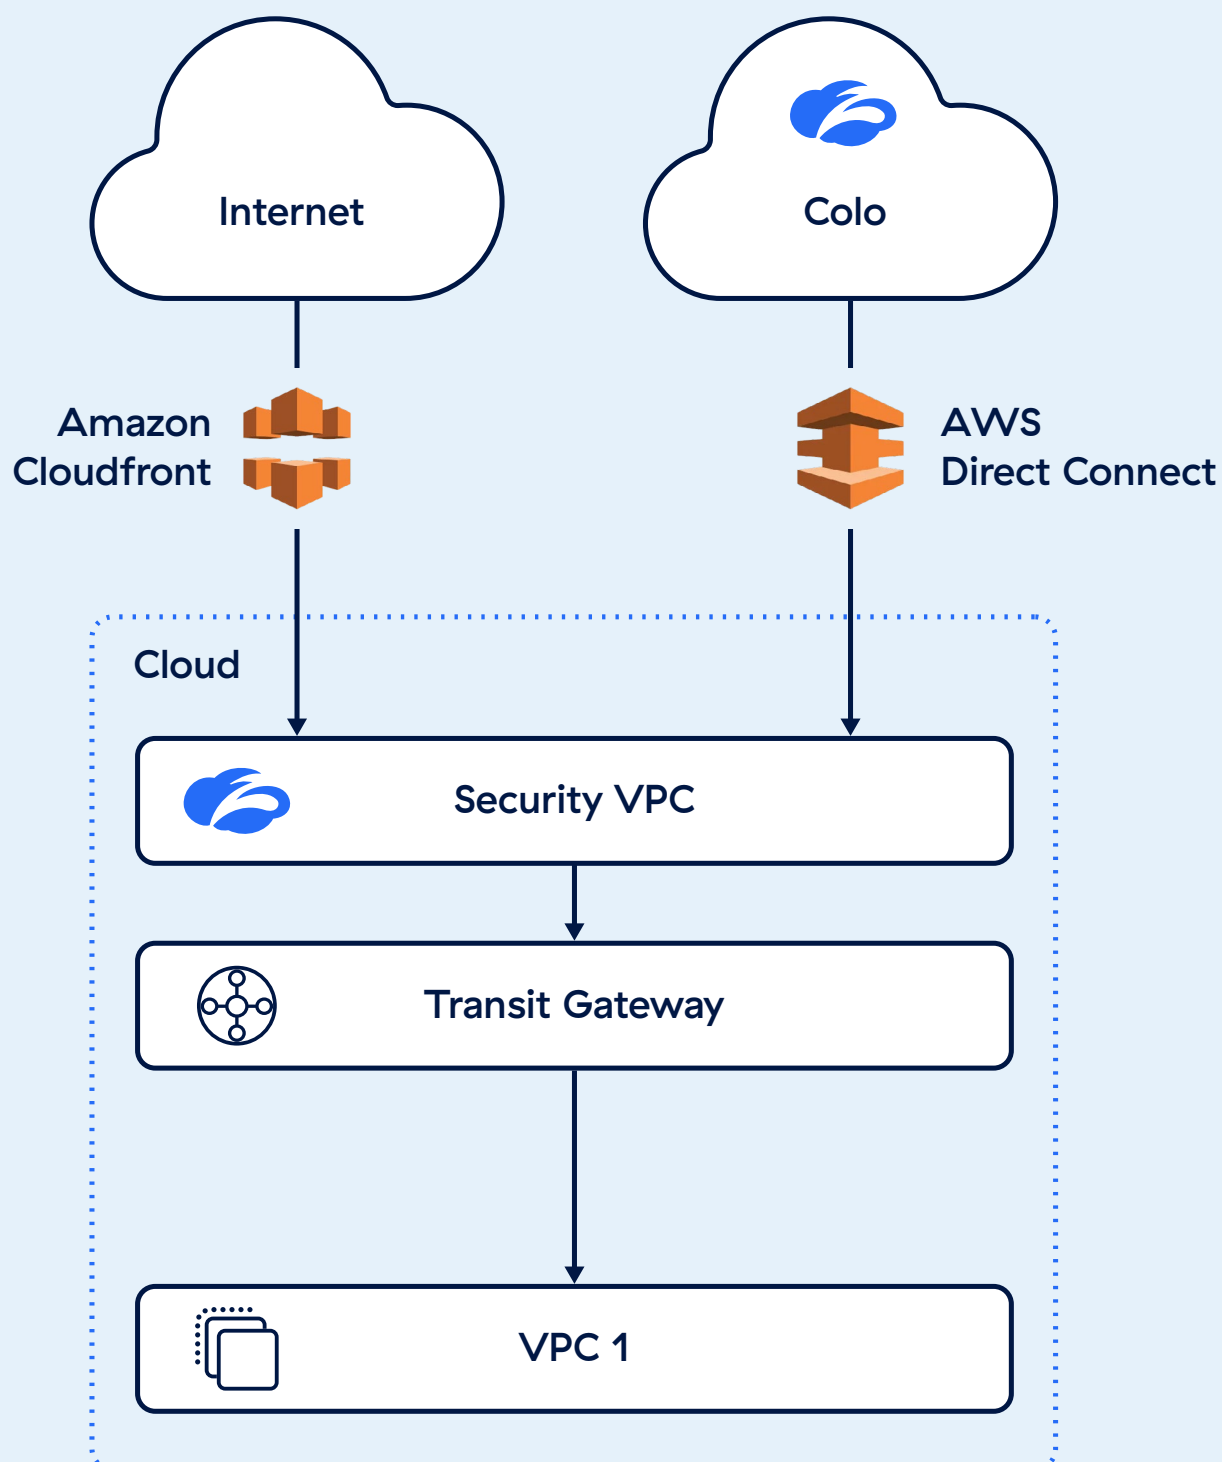 Internet
Colo
Amazon
Cloudfront
AWS
Direct Connect
Cloud
Security VPC
Transit Gateway
VPC 1